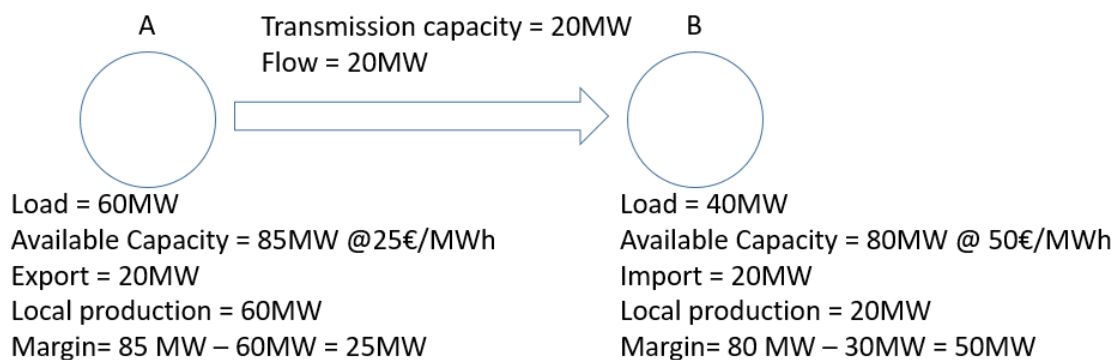 A
Transmission capacity = 20MW
B
Flow = 20MW
Load = 60MW
Available Capacity = 85MW @25€/MWh
Export = 20MW
Local production = 60MW
Margin= 85 MW – 60MW = 25MW
Load = 40MW
Available Capacity = 80MW @ 50€/MWh
Import = 20MW
Local production = 20MW
Margin= 80 MW – 30MW = 50MW